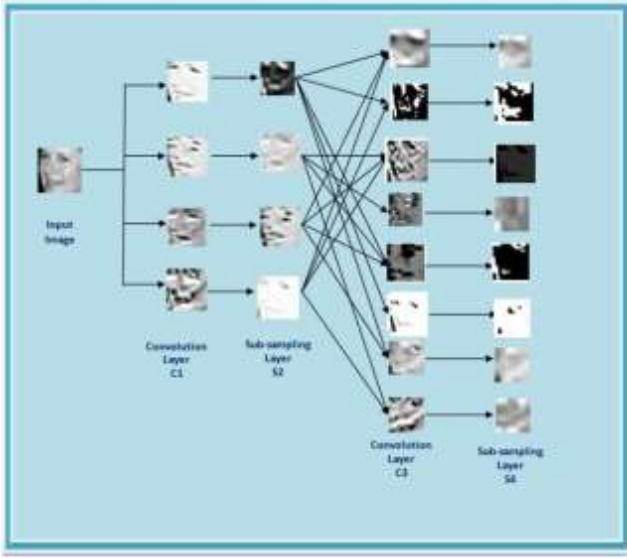 Input
Image
Convolution
Layer
C1
Sub-sampling
Layer
S2
Convolution
Layer
C3
Sub-sampling
Layer
S4